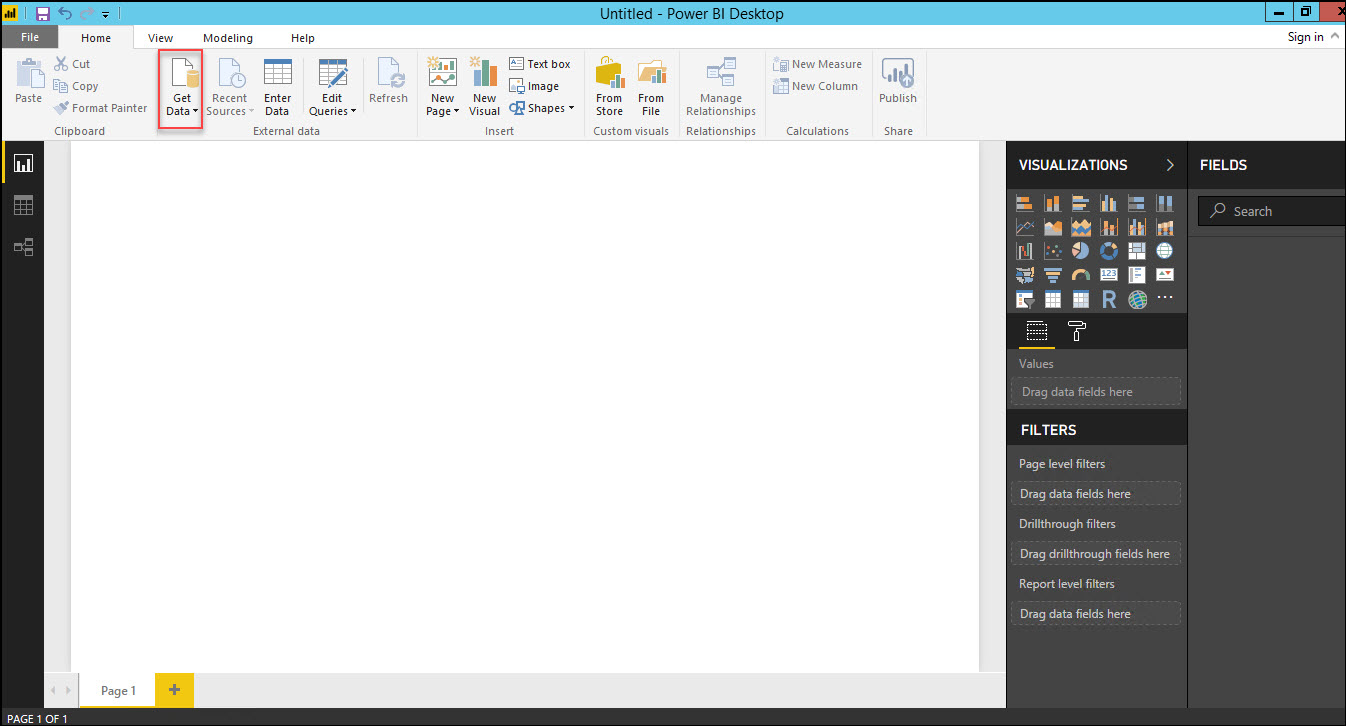 Untitled - Power BI Desktop
File Home View Modeling Help Sign in
Paste
Cut
Copy
Format Painter
Clipboard
Get
Data
Recent
Sources
Enter
Data
Edit
Queries
Refresh
External data
New
Page
New
Visual
Text box
Image
Shapes
Insert
From
Store
From
File
Custom visuals
Manage
Relationships
Relationships
New Measure
New Column
Calculations
Publish
Share
VISUALIZATIONS
123
R
Values
Drag data fields here
FILTERS
Page level filters
Drag data fields here
Drillthrough filters
Drag drillthrough fields here
Report level filters
Drag data fields here
FIELDS
Search
Page 1
PAGE 1 OF 1